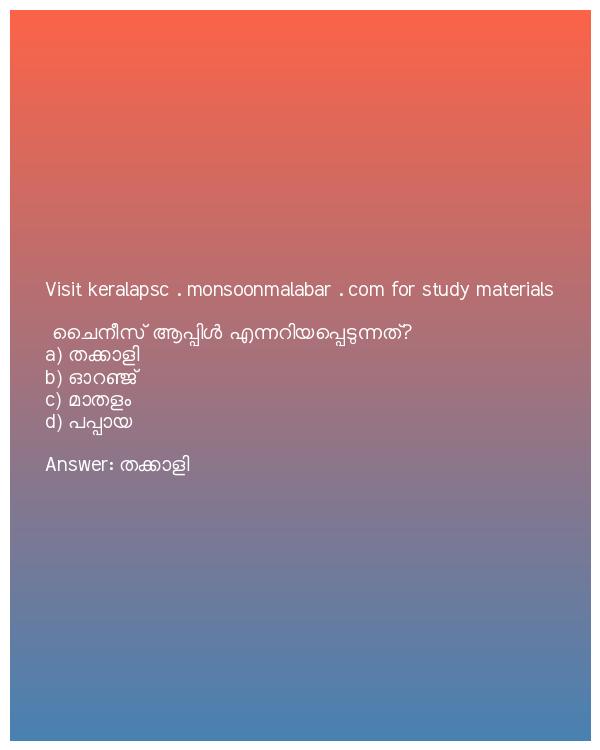 Visit keralapsc . monsoonmalabar . com for study materials
ചൈനീസ് ആപ്പിൾ എന്നറിയപ്പെടുന്നത്?
a) തക്കാളി
b) ഓറഞ്ച്
c) മാതളം
d) പപ്പായ
Answer: തക്കാളി